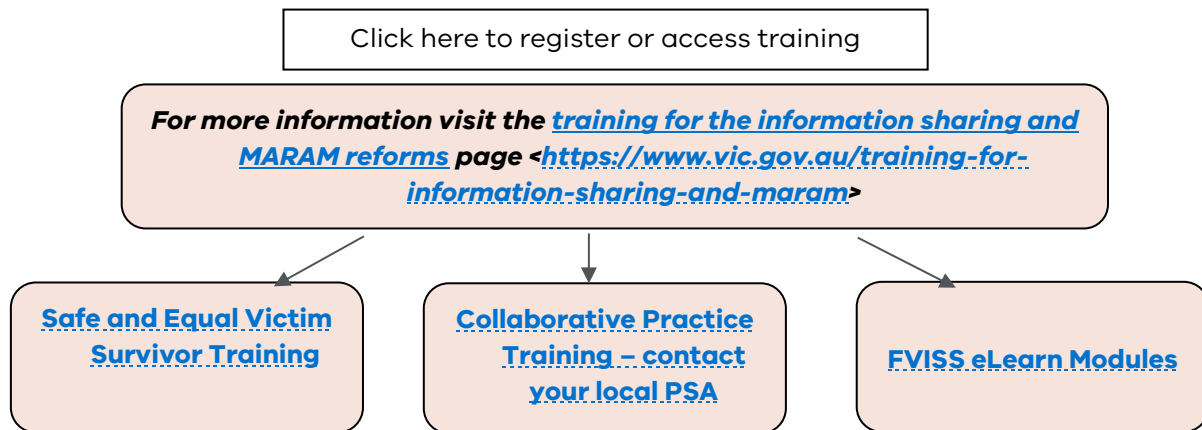 Click here to register or access training
For more information visit the training for the information sharing and
MARAM reforms page <https://www.vic.gov.au/training-for-
information-sharing-and-maram>
Safe and Equal Victim
Survivor Training
Collaborative Practice
Training – contact
your local PSA
FVISS eLearn Modules